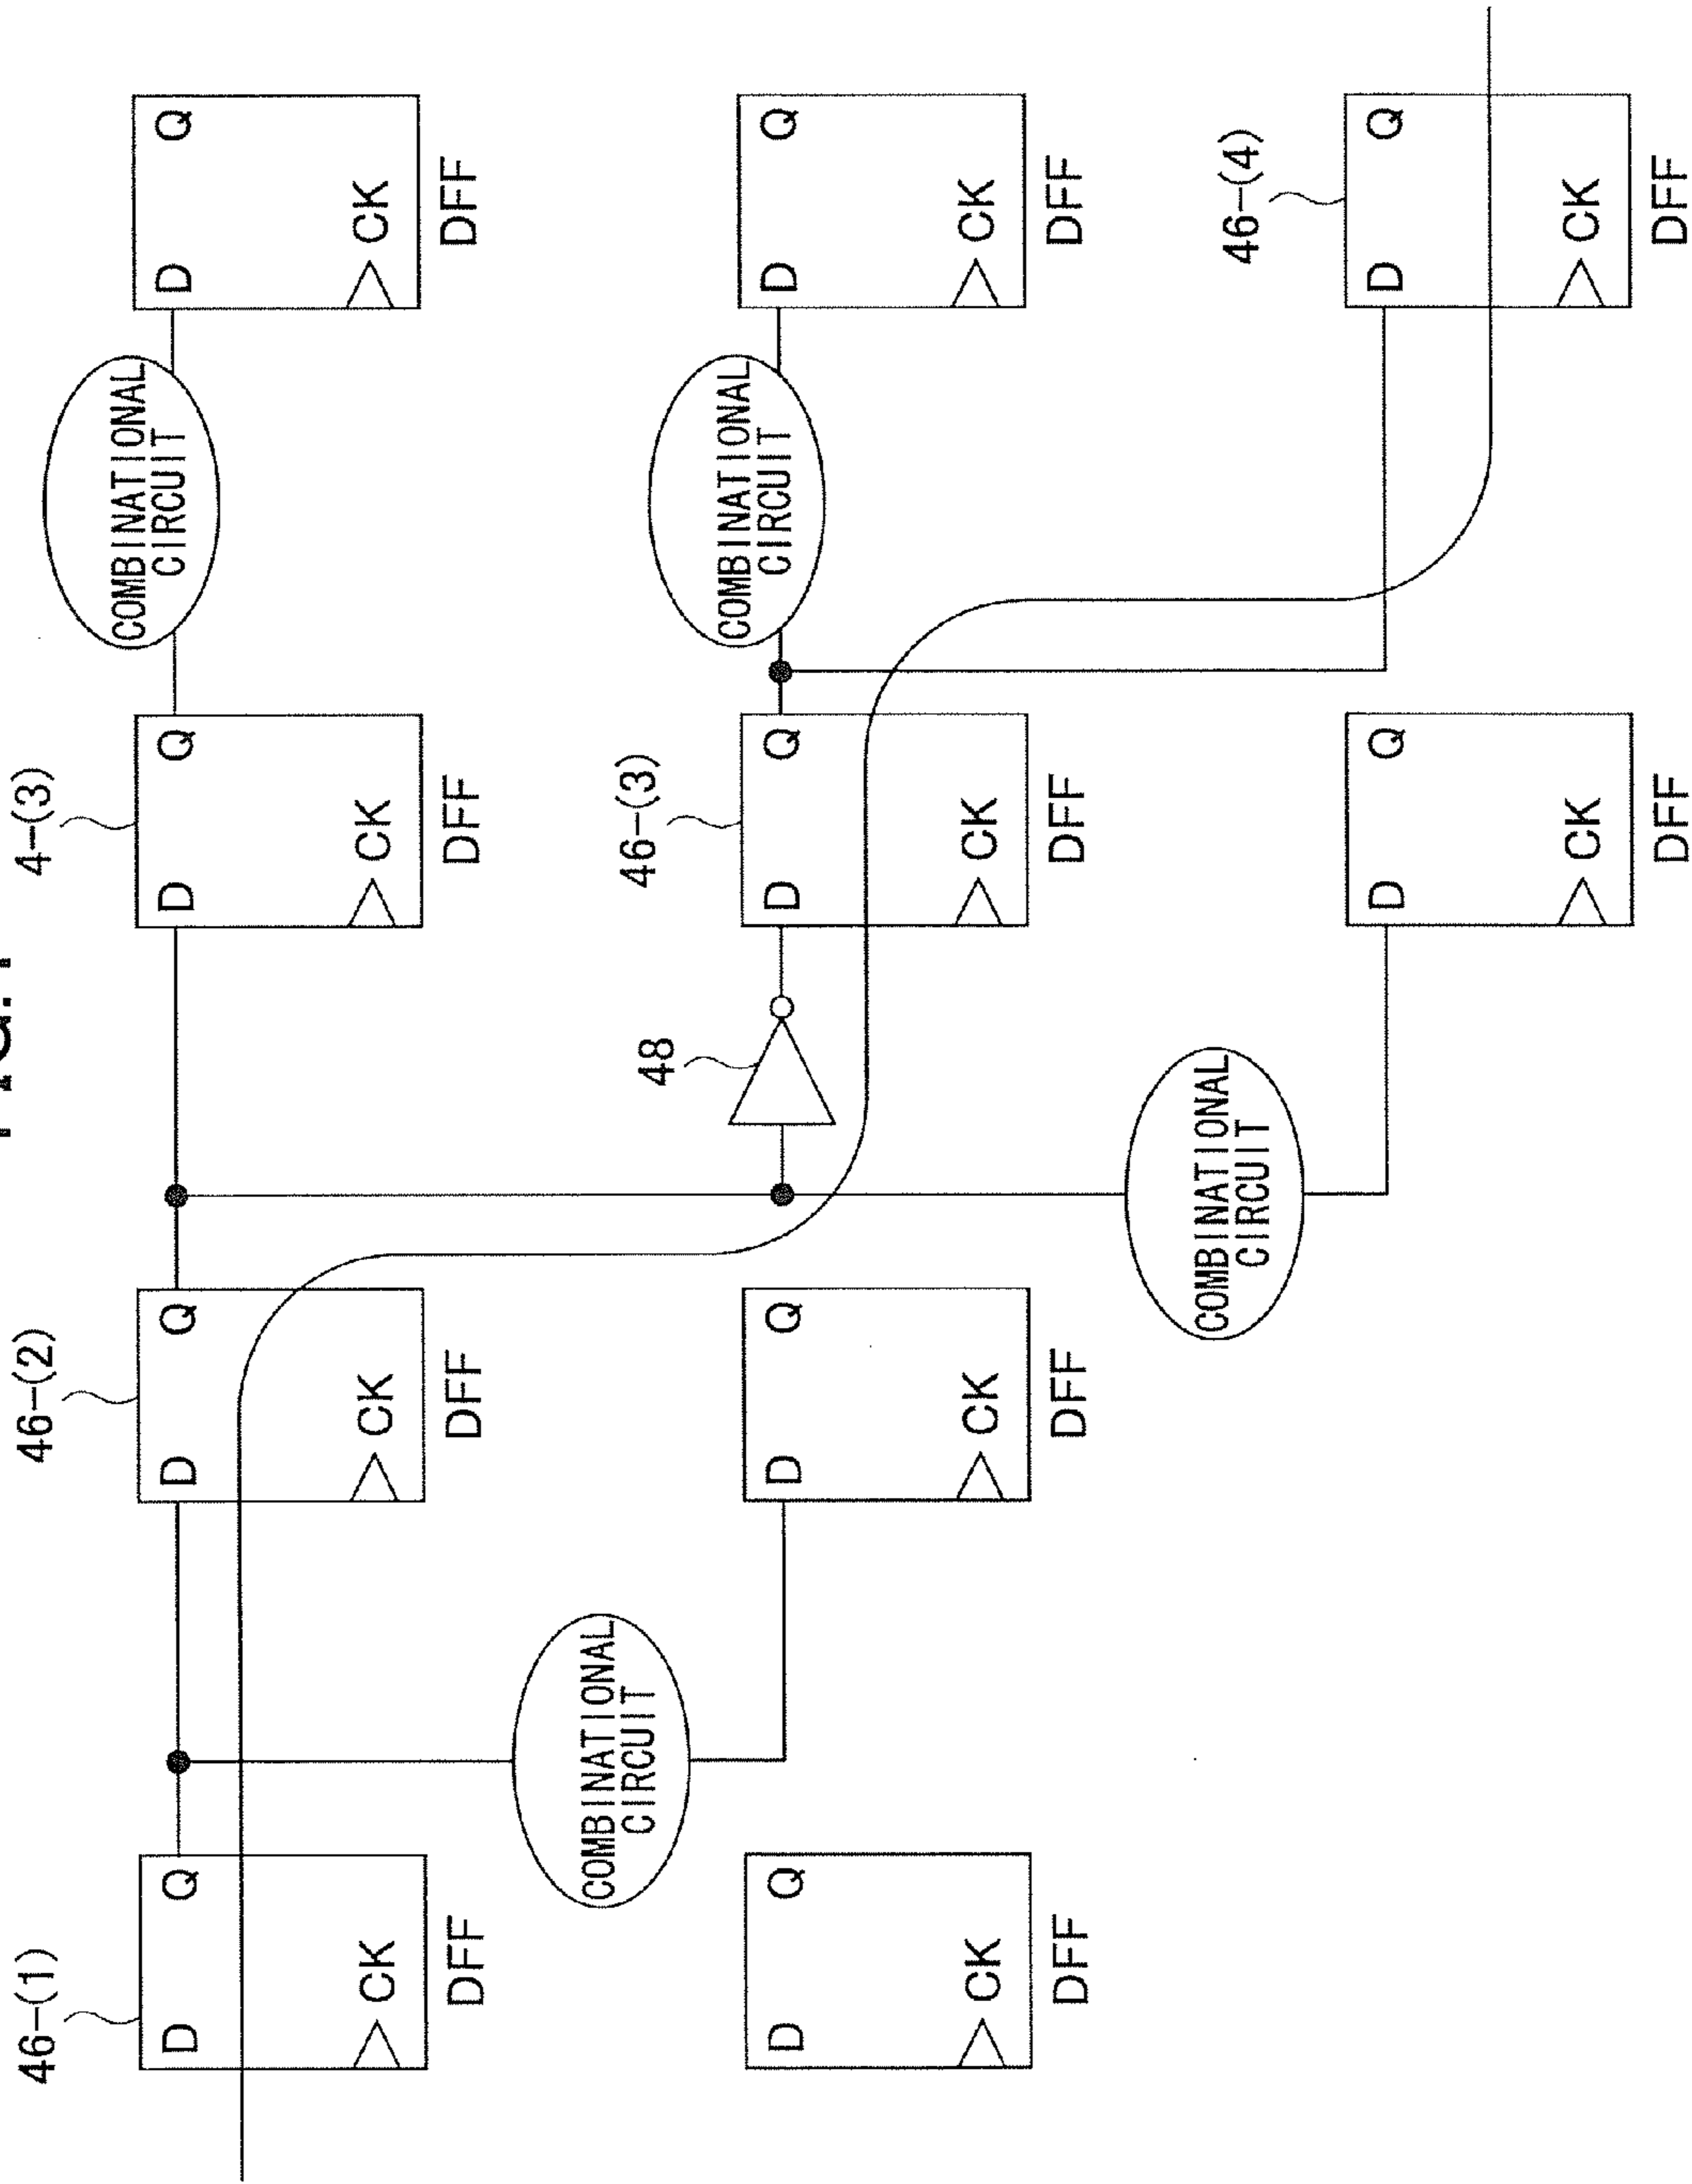 FIG.
46-(1)
46-(2)
4-(3)
COMBINATIONAL
CIRCUIT
D Q
D Q
D Q
D Q
CK
CK
CK
CK
DFF
DFF
DFF
DFF
COMBINATIONAL
CIRCUIT
48
46-(3)
COMBINATIONAL
CIRCUIT
D Q
D Q
D Q
D Q
CK
CK
CK
CK
DFF
DFF
DFF
DFF
COMBINATIONAL
CIRCUIT
46-(4)
D Q
D Q
CK
CK
DFF
DFF